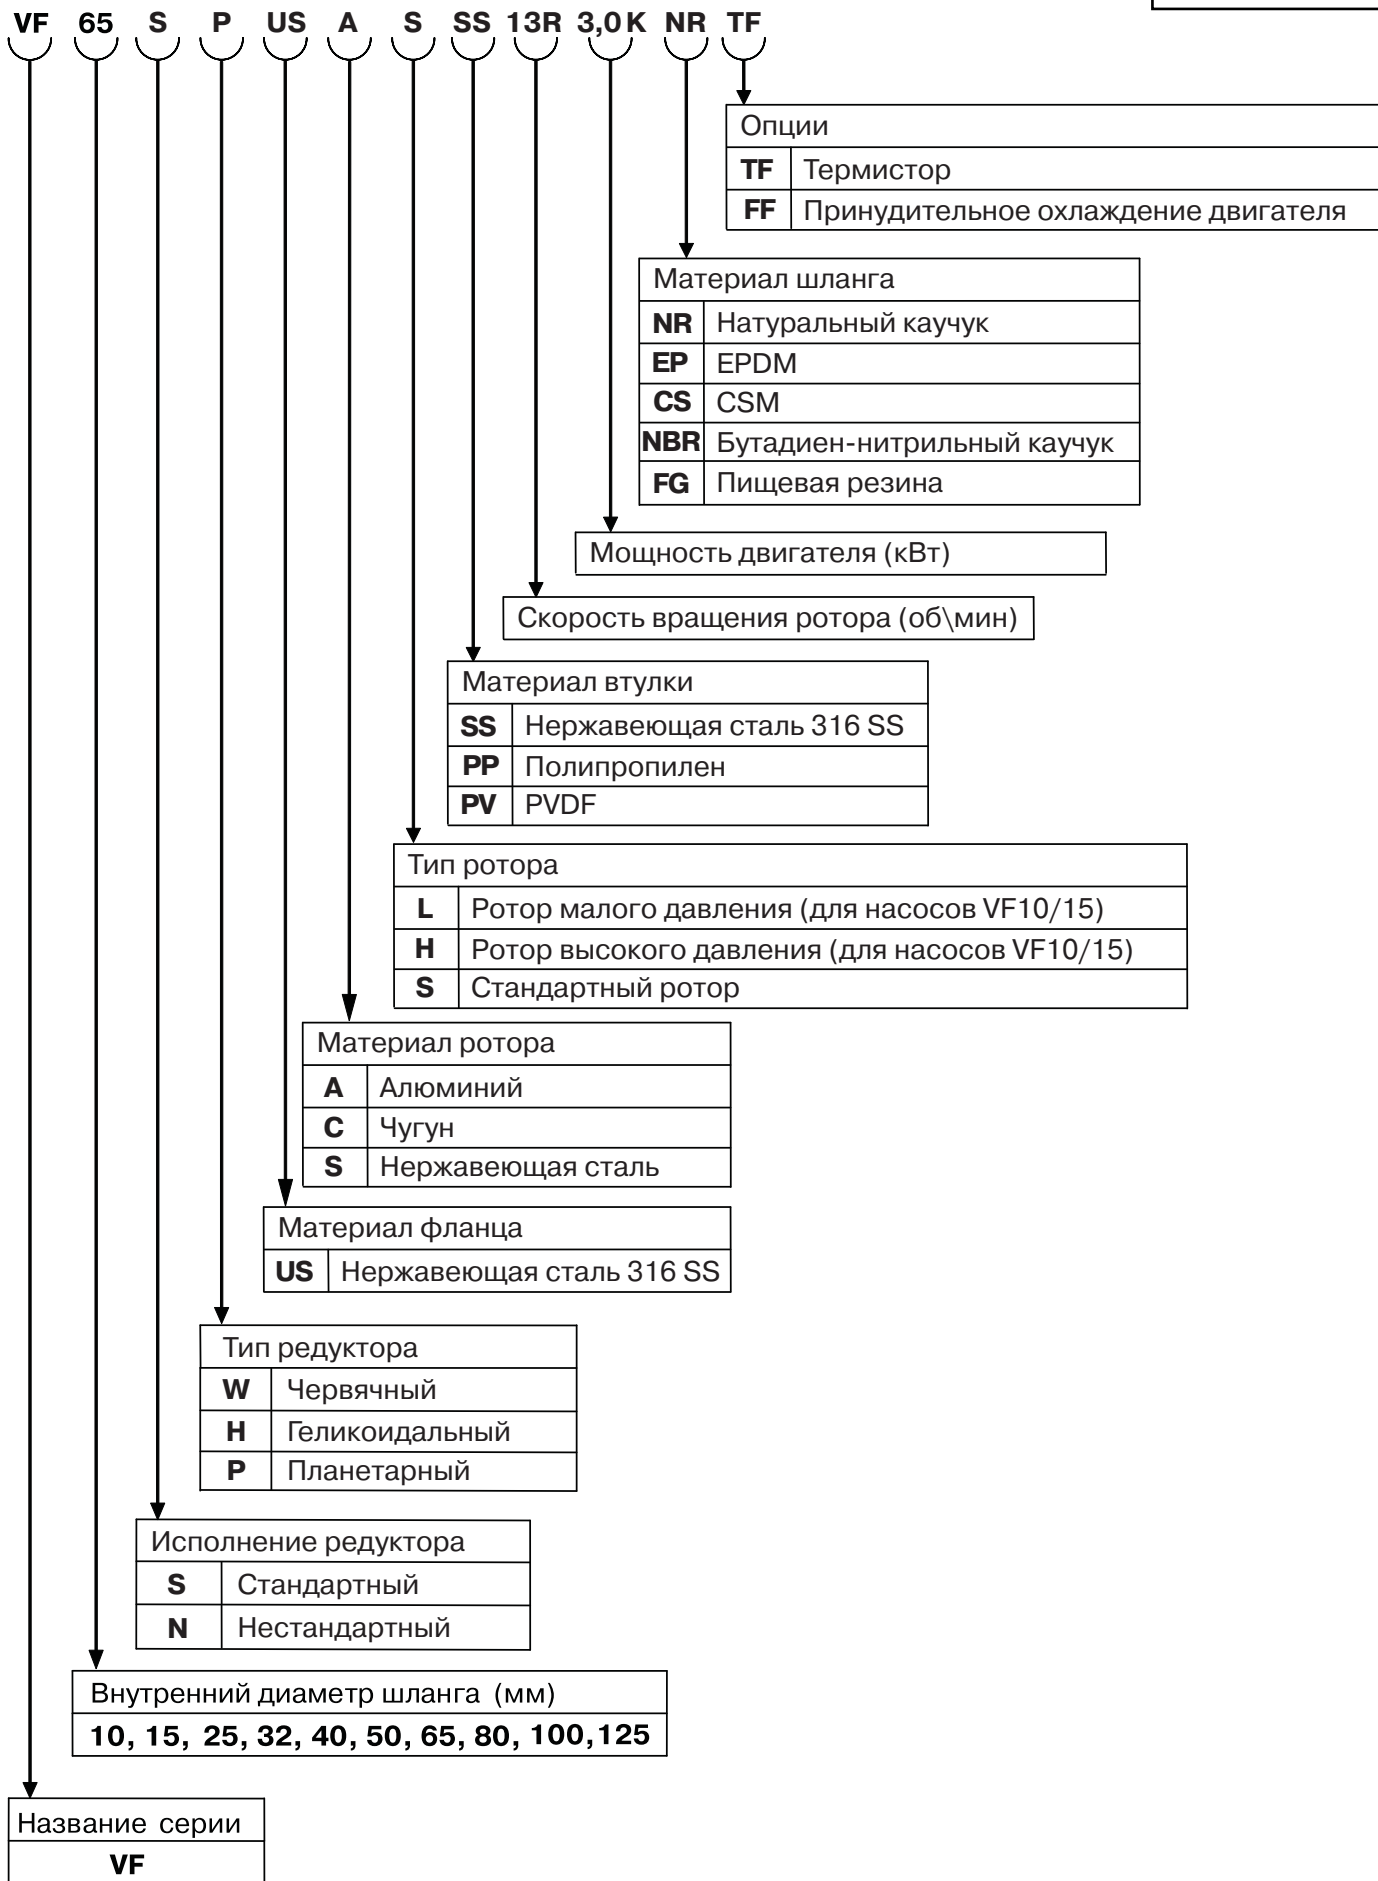 VF 65 S P US A S SS 13R 3,0K NR TF
Опции
TF Термистор
FF Принудительное охлаждение двигателя
Материал шланга
NR Натуральный каучук
EP EPDM
CS CSM
NBR Бутадиен-нитрильный каучук
FG Пищевая резина
Мощность двигателя (кВт)
Скорость вращения ротора (об\мин)
Материал втулки
SS Нержавеющая сталь 316 SS
PP Полипропилен
PV PVDF
Тип ротора
L Ротор малого давления (для насосов VF10/15)
H Ротор высокого давления (для насосов VF10/15)
S Стандартный ротор
Материал ротора
A Алюминий
C Чугун
S Нержавеющая сталь
Материал фланца
US Нержавеющая сталь 316 SS
Тип редуктора
W Червячный
H Геликоидальный
P Планетарный
Исполнение редуктора
S Стандартный
N Нестандартный
Внутренний диаметр шланга (мм)
10, 15, 25, 32, 40, 50, 65, 80, 100,125
Название серии
VF